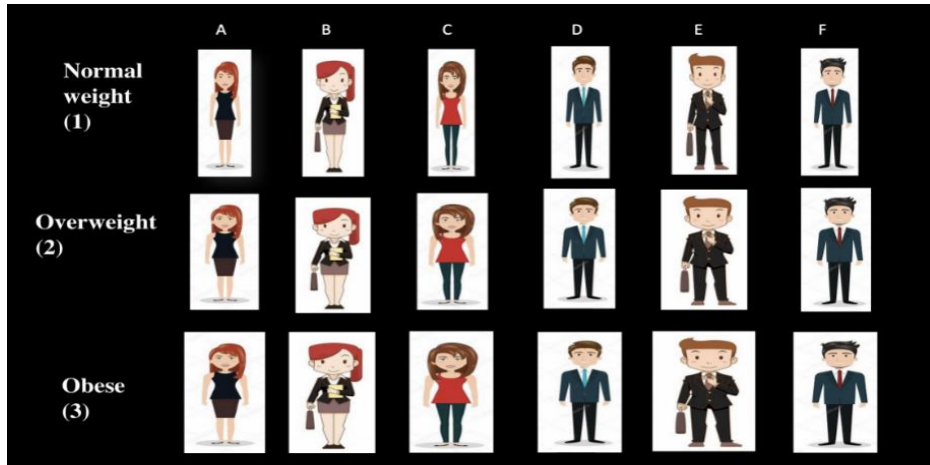 A B C D E F
Normal
weight
(1)
Overweight
(2)
Obese
(3)